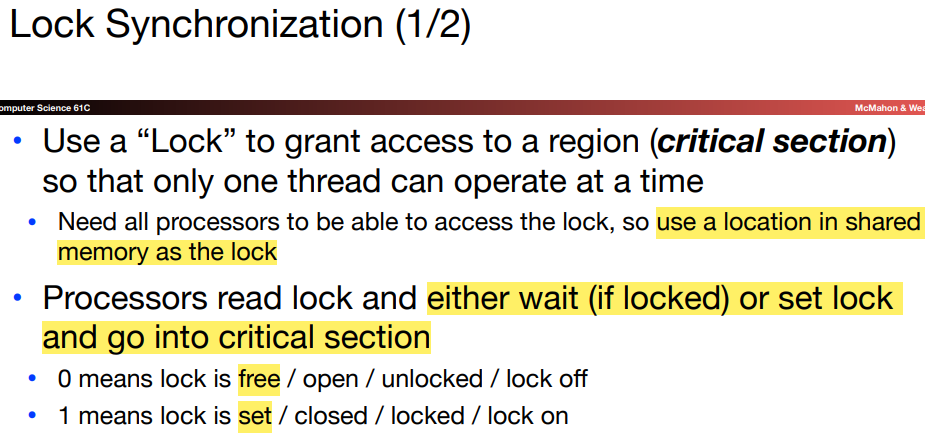 Lock Synchronization (1/2)
omputer Science 61C
McMahon & Wea
• Use a “Lock” to grant access to a region (critical section)
so that only one thread can operate at a time
• Need all processors to be able to access the lock, so use a location in shared
memory as the lock
• Processors read lock and either wait (if locked) or set lock
and go into critical section
• 0 means lock is free / open / unlocked / lock off
• 1 means lock is set / closed / locked / lock on